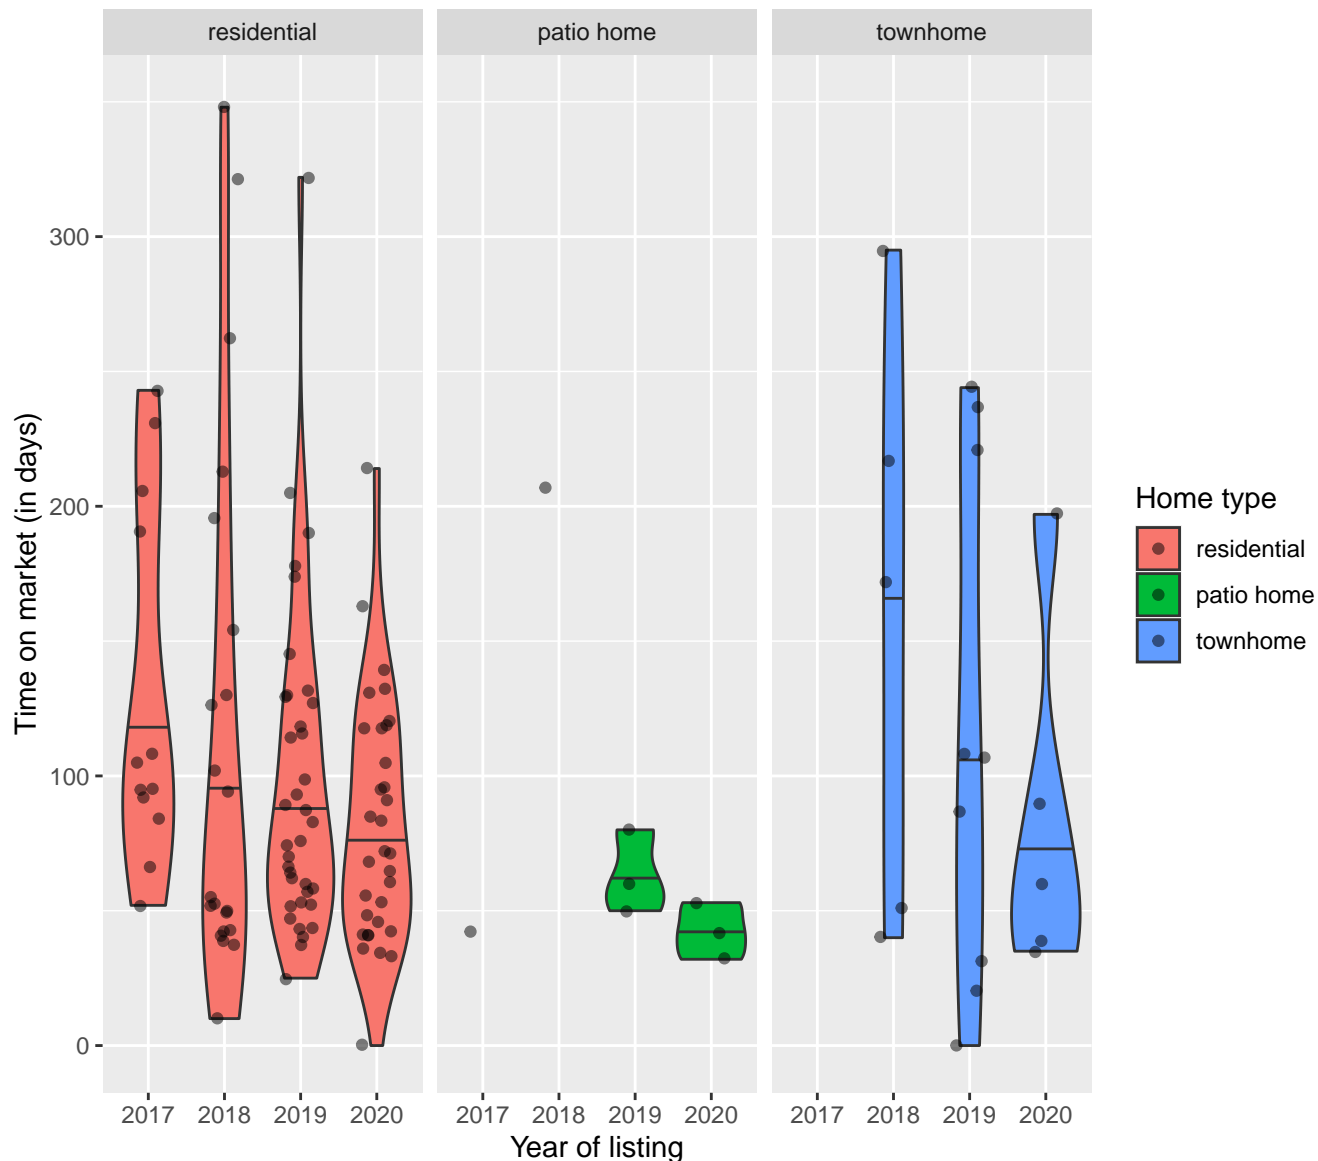 residential patio home townhome
300
200
100
0
Time on market (in days)
2017 2018 2019 2020 2017 2018 2019 2020 2017 2018 2019 2020
Year of listing
Home type
residential
patio home
townhome